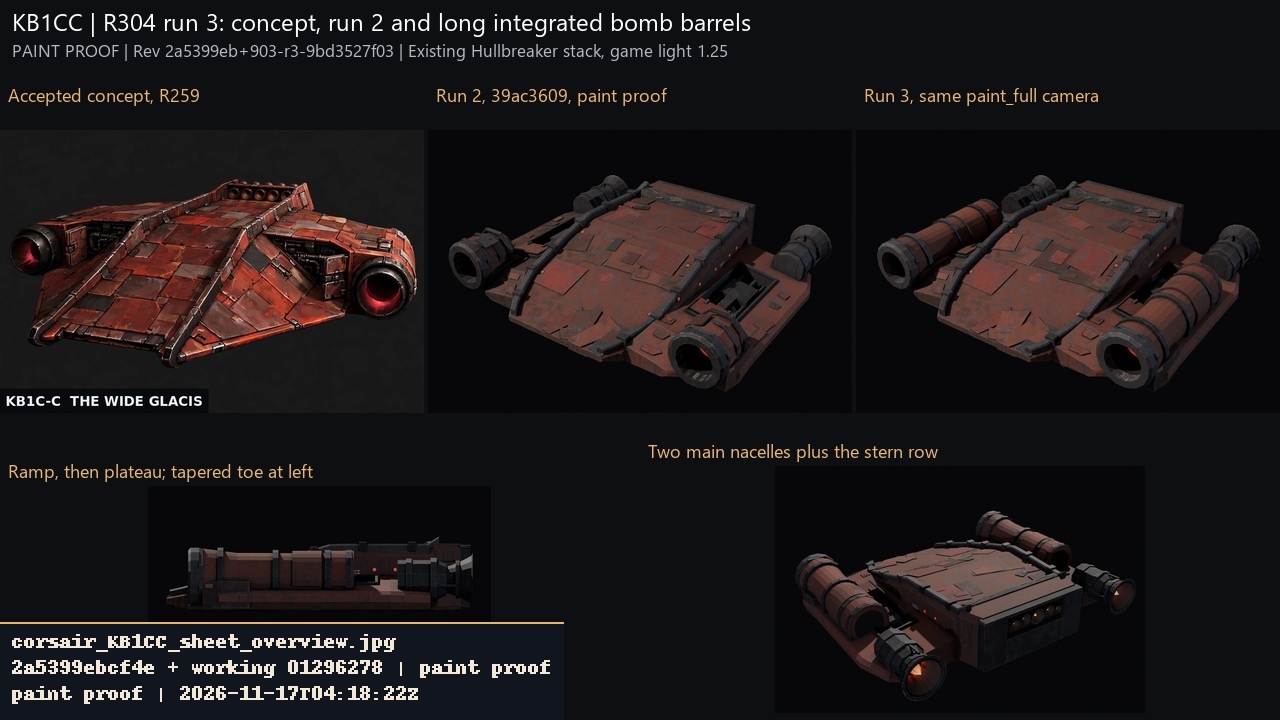 KB1CC | R304 run 3: concept, run 2 and long integrated bomb barrels
PAINT PROOF | Rev 2a5399eb+903-r3-9bd3527f03 | Existing Hullbreaker stack, game light 1.25
Accepted concept, R259
Run 2, 39ac3609, paint proof
Run 3, same paint_full camera
KB1C-C THE WIDE GLACIS
Ramp, then plateau; tapered toe at left
Two main nacelles plus the stern row
corsair_KB1CC_sheet_overview.jpg
2a5399ebcf4e + working 01296278 | paint proof
paint proof | 2026-11-17T04:18:22Z